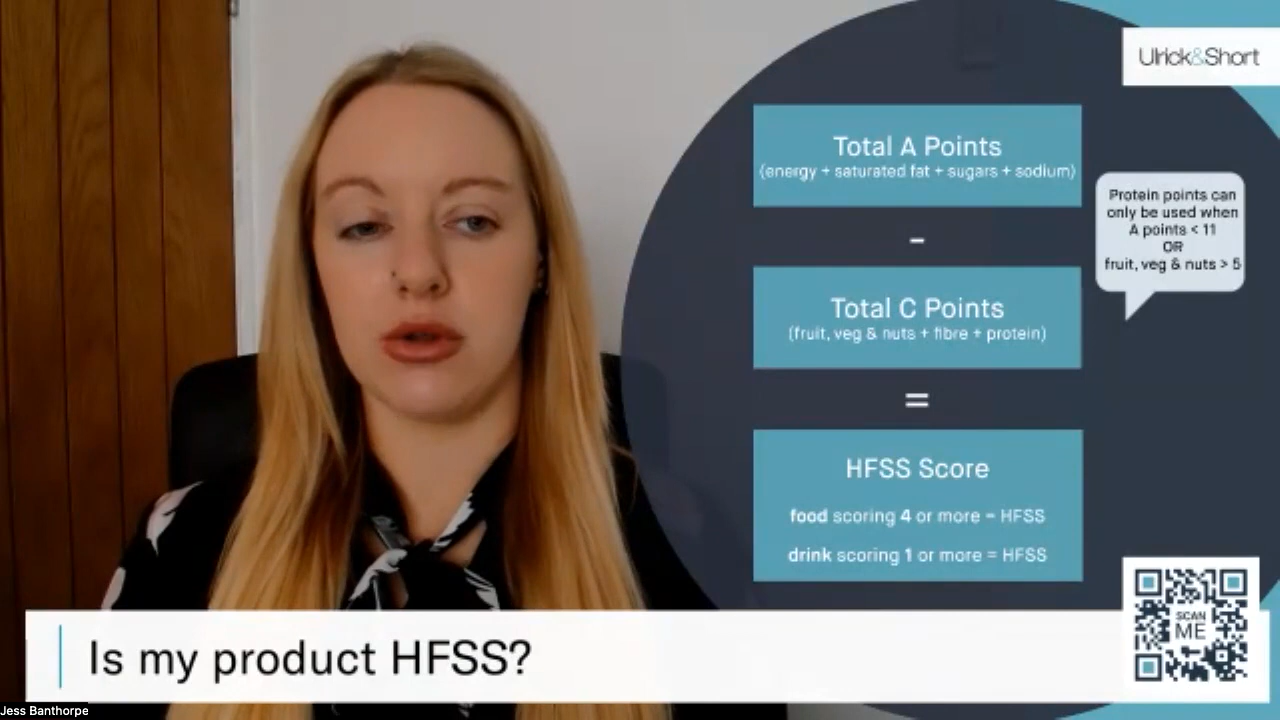 Ulrick&Short
Total A Points
(energy + saturated fat + sugars + sodium)
-
Protein points can
only be used when
A points < 11
OR
fruit, veg & nuts > 5
Total C Points
(fruit, veg & nuts + fibre + protein)
=
HFSS Score
food scoring 4 or more = HFSS
drink scoring 1 or more = HFSS
SCAN
ME
Is my product HFSS?
Jess Banthorpe